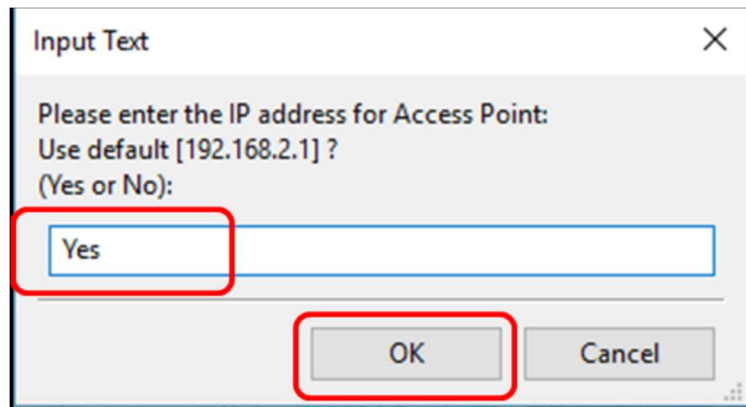 Input Text
Please enter the IP address for Access Point:
Use default [192.168.2.1] ?
(Yes or No):
Yes
OK
Cancel